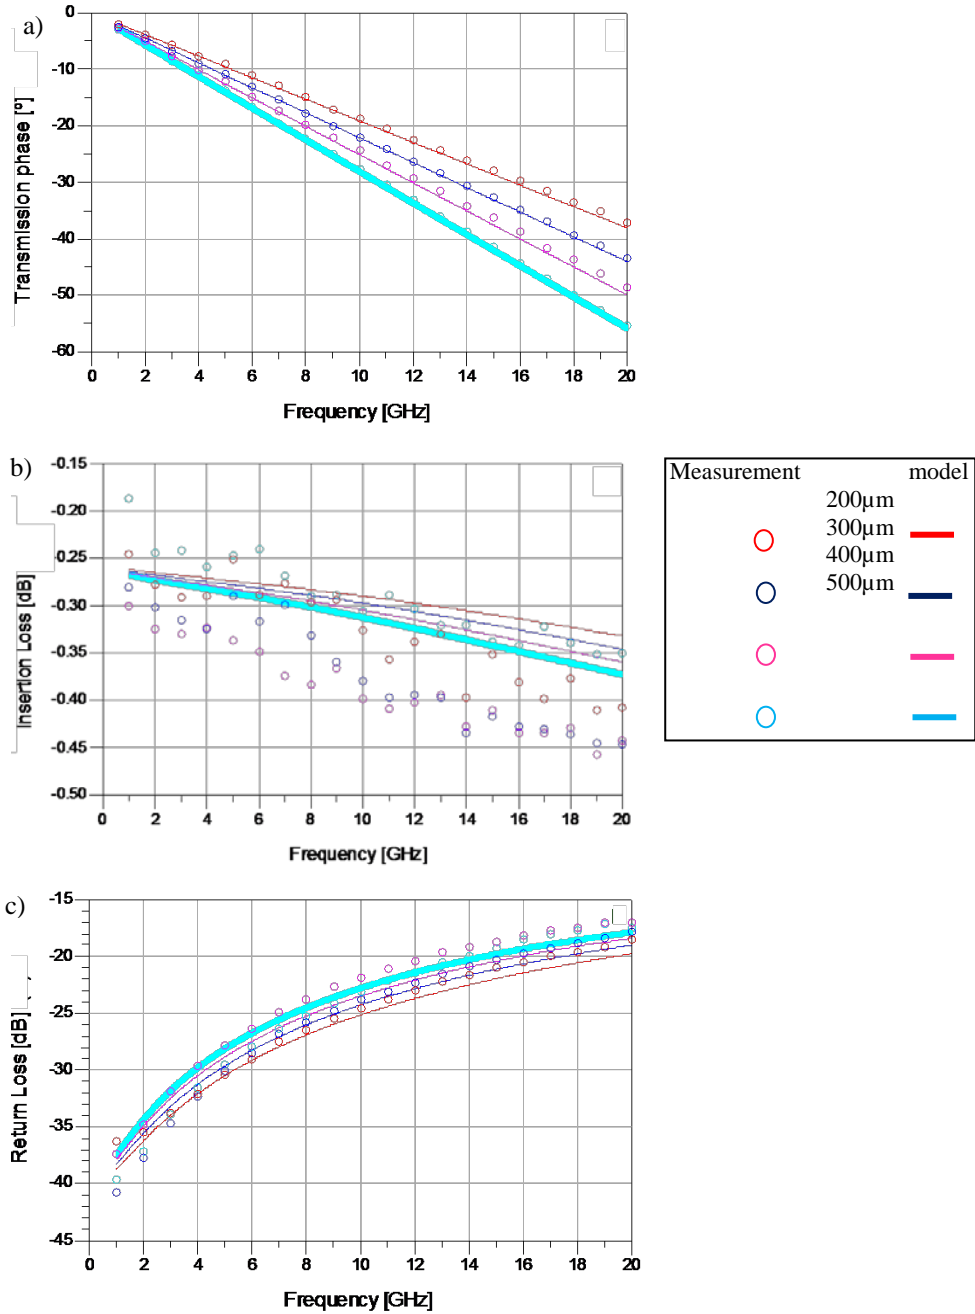 a)
0
-10
-20
-30
-40
-50
-60
Transmission phase [°]
0 2 4 6 8 10 12 14 16 18 20
Frequency [GHz]
b)
-0.15
-0.20
-0.25
-0.30
-0.35
-0.40
-0.45
-0.50
Insertion Loss [dB]
0 2 4 6 8 10 12 14 16 18 20
Frequency [GHz]
Measurement model
200µm
300µm
400µm
500µm
c)
-15
-20
-25
-30
-35
-40
-45
Return Loss [dB]
0 2 4 6 8 10 12 14 16 18 20
Frequency [GHz]